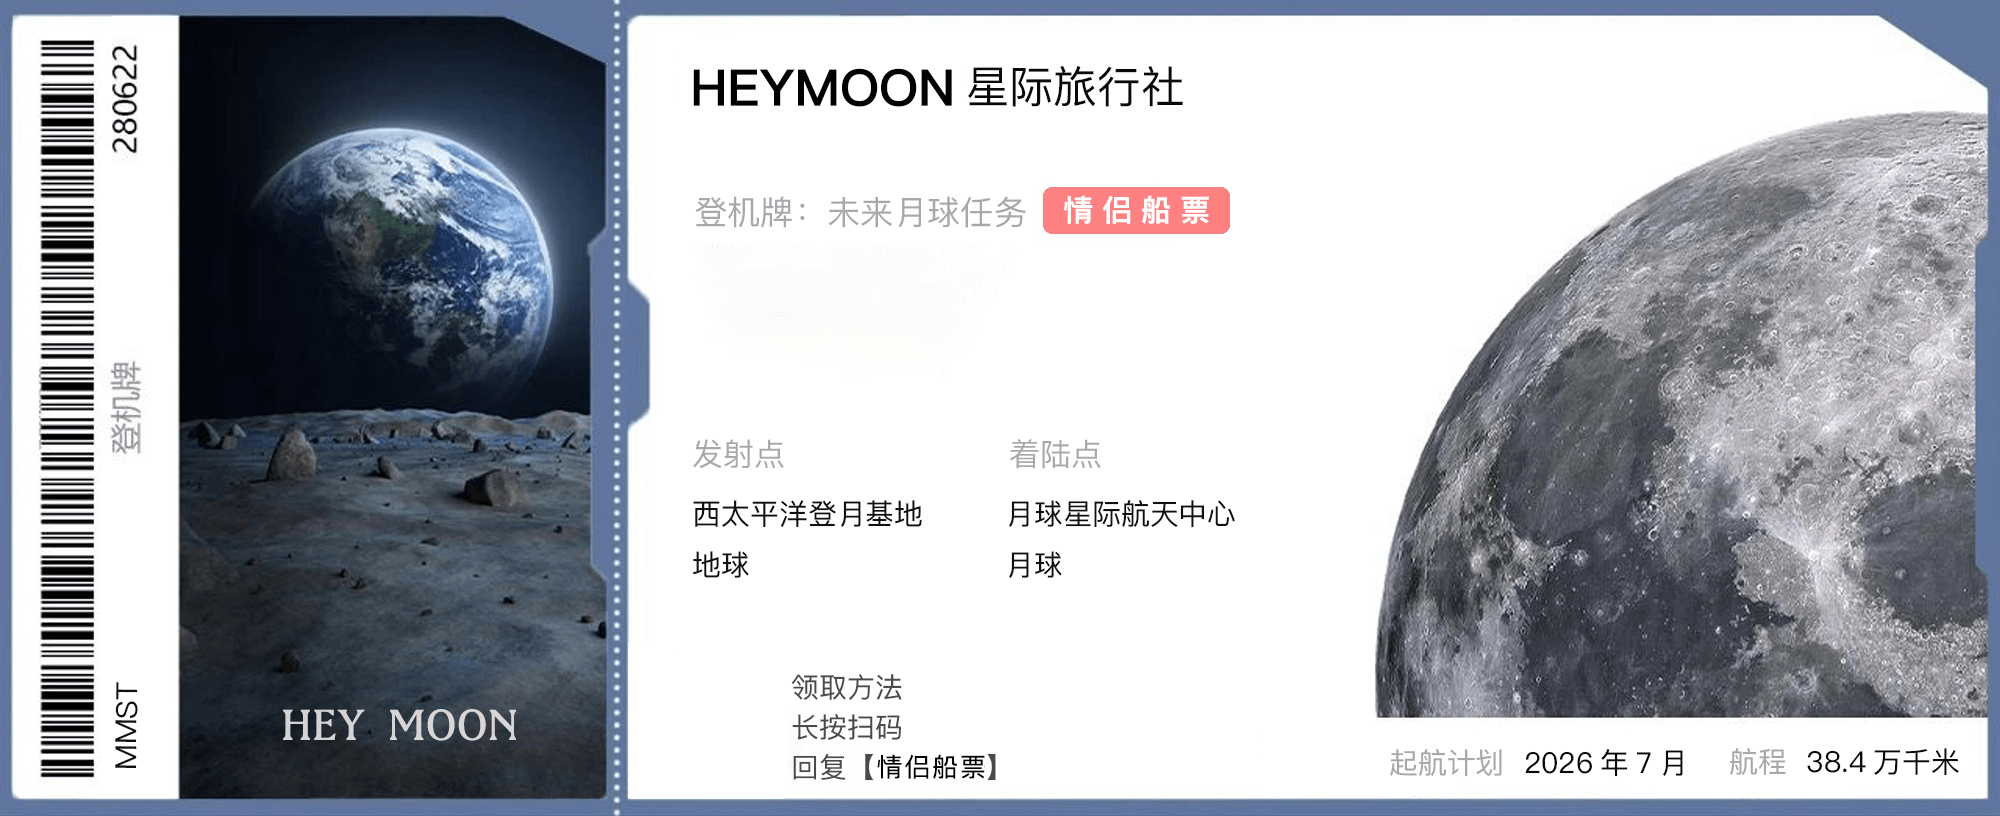 280622
登机牌
MMST
HEY MOON
HEYMOON 星际旅行社
登机牌：未来月球任务 情侣船票
发射点
西太平洋登月基地
地球
着陆点
月球星际航天中心
月球
领取方法
长按扫码
回复【情侣船票】
起航计划 2026 年 7 月 航程 38.4 万千米